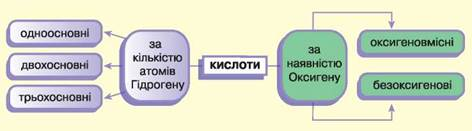 одноосновні
двохосновні
трьохосновні
за
кількістю
атомів
Гідрогену
кислоти
за
наявністю
Оксигену
оксигеновмісні
безоксигенові